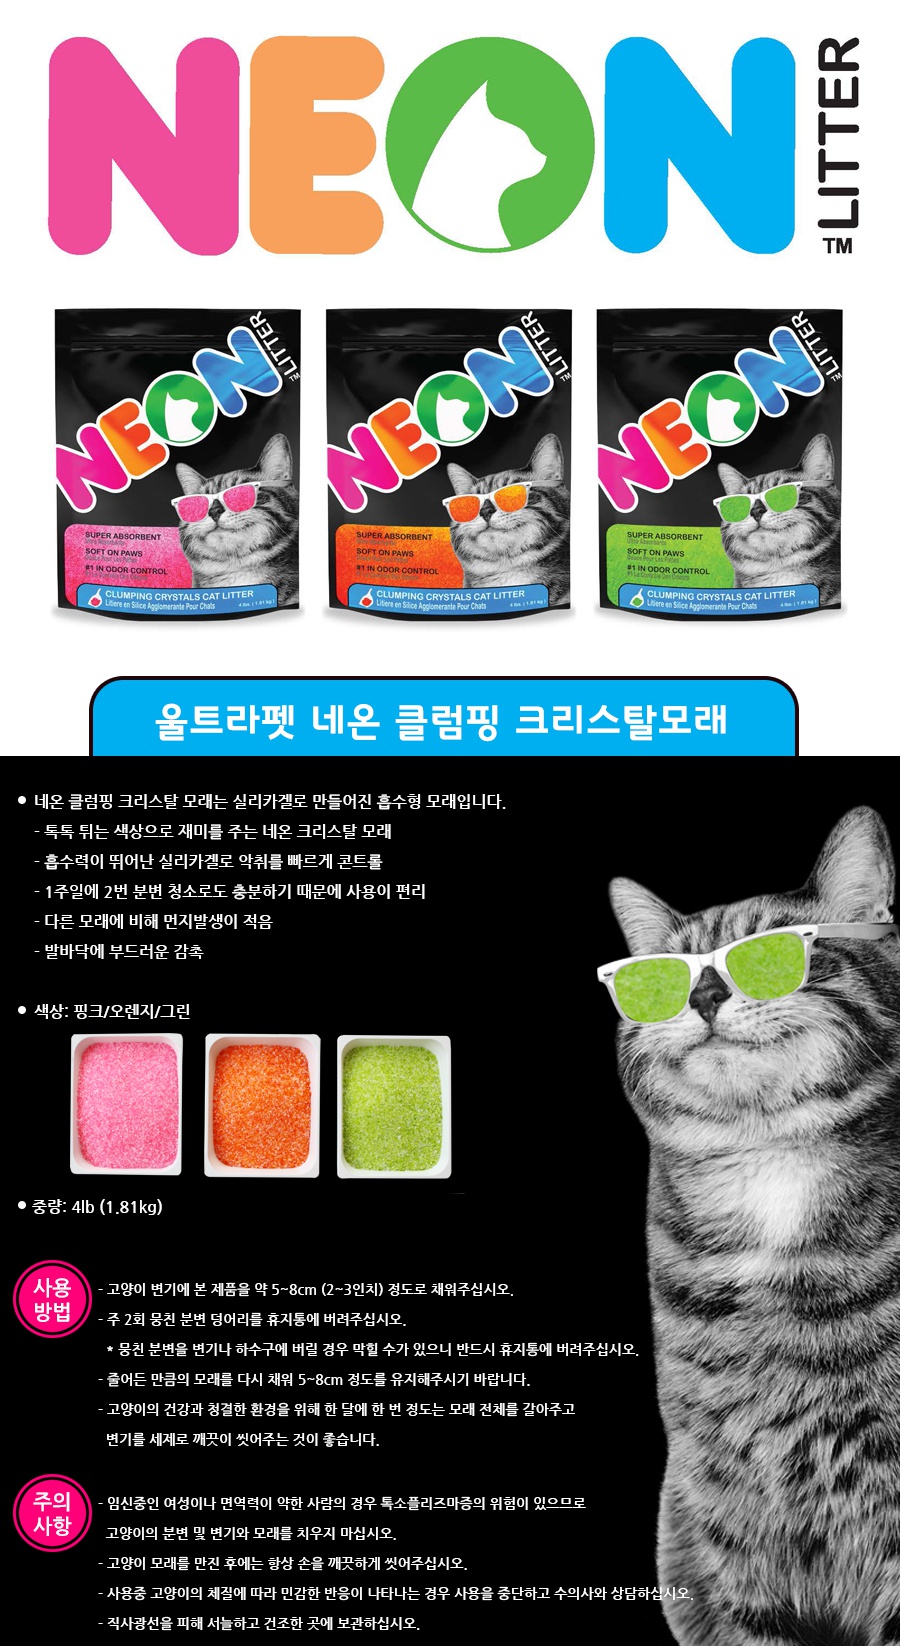 NEON
LITTER
TM
NEON LITTER TM
SUPER ABSORBENT
SOFT ON PAWS
#1 IN ODOR CONTROL
CLUMPING CRYSTALS CAT LITTER
Litiere en Silice Agglomerante Pour Chats
4 lbs. ( 1.81 kg )
NEON LITTER TM
SUPER ABSORBENT
SOFT ON PAWS
#1 IN ODOR CONTROL
CLUMPING CRYSTALS CAT LITTER
Litiere en Silice Agglomerante Pour Chats
4 lbs. ( 1.81 kg )
NEON LITTER TM
SUPER ABSORBENT
SOFT ON PAWS
#1 IN ODOR CONTROL
CLUMPING CRYSTALS CAT LITTER
Litiere en Silice Agglomerante Pour Chats
4 lbs. ( 1.81 kg )
울트라펫 네온 클럼핑 크리스탈모래
● 네온 클럼핑 크리스탈 모래는 실리카겔로 만들어진 흡수형 모래입니다.
- 톡톡 튀는 색상으로 재미를 주는 네온 크리스탈 모래
- 흡수력이 뛰어난 실리카겔로 악취를 빠르게 콘트롤
- 1주일에 2번 분변 청소로도 충분하기 때문에 사용이 편리
- 다른 모래에 비해 먼지발생이 적음
- 발바닥에 부드러운 감촉
● 색상: 핑크/오렌지/그린
● 중량: 4lb (1.81kg)
사용
방법
- 고양이 변기에 본 제품을 약 5~8cm (2~3인치) 정도로 채워주십시오.
- 주 2회 뭉친 분변 덩어리를 휴지통에 버려주십시오.
* 뭉친 분변을 변기나 하수구에 버릴 경우 막힐 수가 있으니 반드시 휴지통에 버려주십시오.
- 줄어든 만큼의 모래를 다시 채워 5~8cm 정도를 유지해주시기 바랍니다.
- 고양이의 건강과 청결한 환경을 위해 한 달에 한 번 정도는 모래 전체를 갈아주고
변기를 세제로 깨끗이 씻어주는 것이 좋습니다.
주의
사항
- 임신중인 여성이나 면역력이 약한 사람의 경우 톡소플리즈마증의 위험이 있으므로
고양이의 분변 및 변기와 모래를 치우지 마십시오.
- 고양이 모래를 만진 후에는 항상 손을 깨끗하게 씻어주십시오.
- 사용중 고양이의 체질에 따라 민감한 반응이 나타나는 경우 사용을 중단하고 수의사와 상담하십시오.
- 직사광선을 피해 서늘하고 건조한 곳에 보관하십시오.